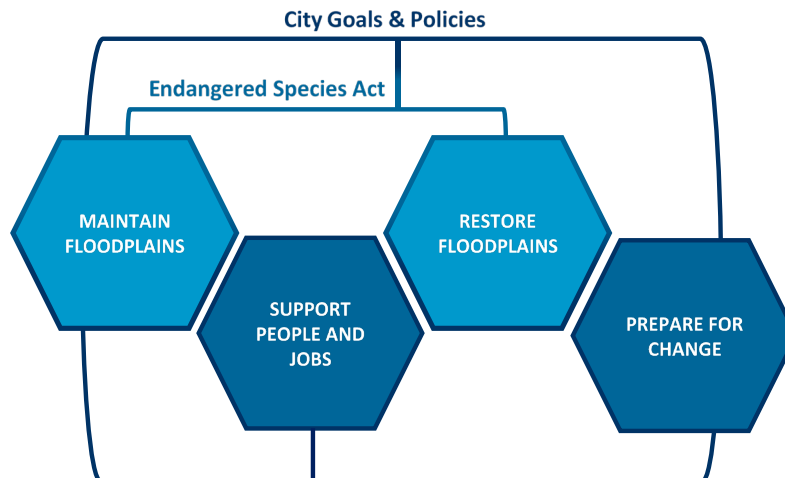 City Goals & Policies
Endangered Species Act
MAINTAIN
FLOODPLAINS
RESTORE
FLOODPLAINS
SUPPORT
PEOPLE AND
JOBS
PREPARE FOR
CHANGE